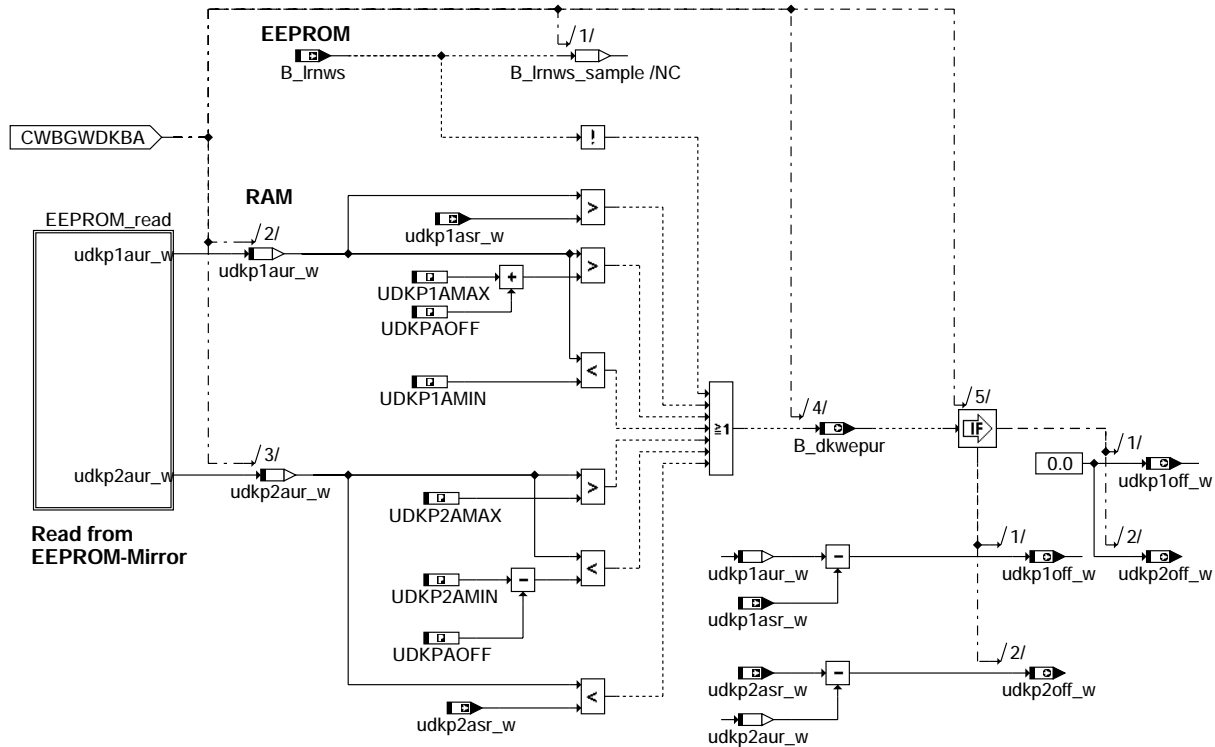 /1/
EEPROM
B_lrnws
B_lrnws_sample /NC
CWBGWDKBA
!
RAM
EEPROM_read
>
udkp1asr_w
/2/
udkp1aur_w
udkp1aur_w
>
+
UDKP1AMAX
UDKPAOFF
<
UDKP1AMIN
≥1
/4/
B_dkwepur
/5/
IF
/1/
0.0
udkp1off_w
/3/
udkp2aur_w
udkp2aur_w
>
UDKP2AMAX
Read from
EEPROM-Mirror
/1/
/2/
udkp1aur_w
-
udkp1off_w
udkp2off_w
<
-
UDKP2AMIN
udkp1asr_w
UDKPAOFF
/2/
<
udkp2asr_w
-
udkp2off_w
udkp2asr_w
udkp2aur_w